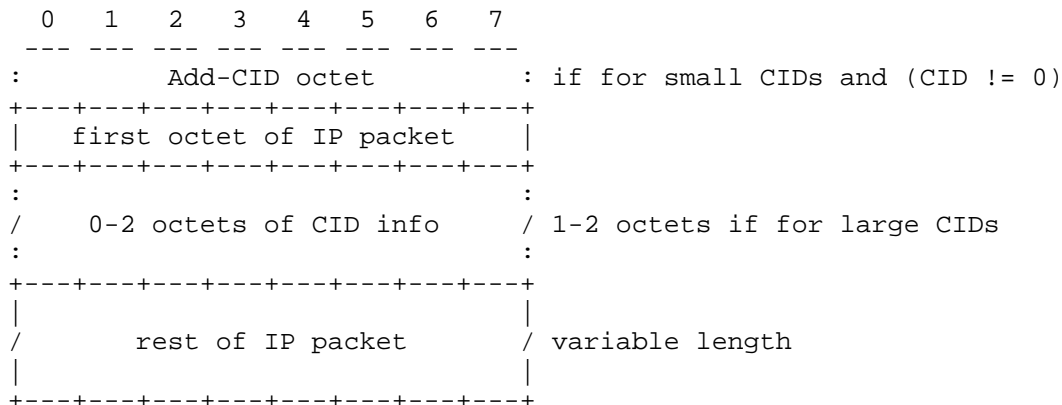 0   1   2   3   4   5   6   7
 --- --- --- --- --- --- --- ---
:         Add-CID octet         : if for small CIDs and (CID != 0)
+---+---+---+---+---+---+---+---+
|   first octet of IP packet    |
+---+---+---+---+---+---+---+---+
:                               :
/    0-2 octets of CID info     / 1-2 octets if for large CIDs
:                               :
+---+---+---+---+---+---+---+---+
|                               |
/       rest of IP packet       / variable length
|                               |
+---+---+---+---+---+---+---+---+